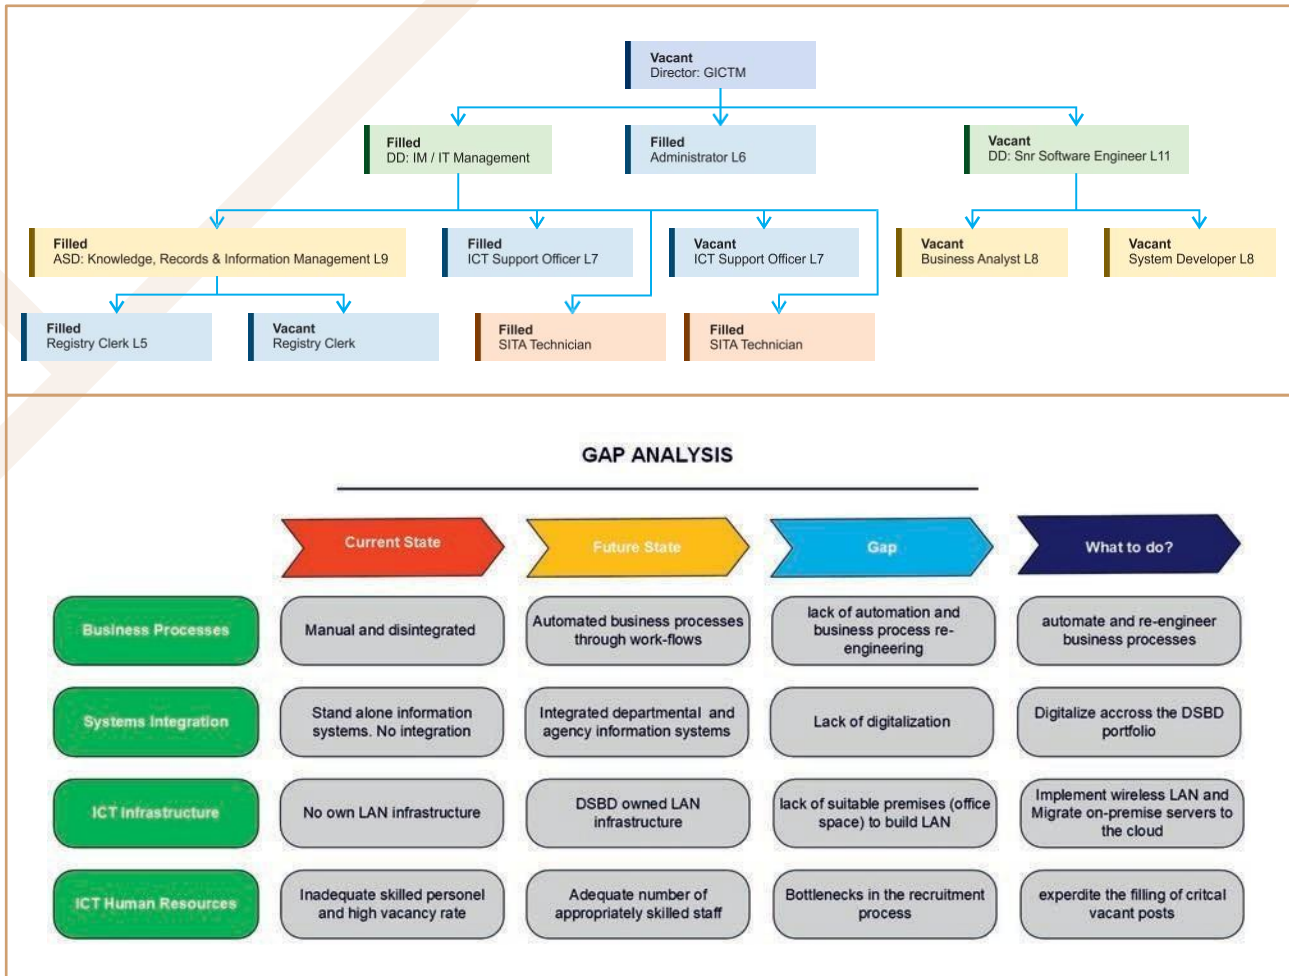 Vacant
Director: GICTM
Filled
DD: IM / IT Management
Filled
Administrator L6
Vacant
DD: Snr Software Engineer L11
Filled
ASD: Knowledge, Records & Information Management L9
Filled
ICT Support Officer L7
Vacant
ICT Support Officer L7
Vacant
Business Analyst L8
Vacant
System Developer L8
Filled
Registry Clerk L5
Vacant
Registry Clerk
Filled
SITA Technician
Filled
SITA Technician
GAP ANALYSIS
Current State
Future State
Gap
What to do?
Business Processes
Manual and disintegrated
Automated business processes
through work-flows
lack of automation and
business process re-
engineering
automate and re-engineer
business processes
Systems Integration
Stand alone information
systems. No integration
Integrated departmental and
agency information systems
Lack of digitalization
Digitalize accross the DSBD
portfolio
ICT Infrastructure
No own LAN infrastructure
DSBD owned LAN
infrastructure
lack of suitable premises (office
space) to build LAN
Implement wireless LAN and
Migrate on-premise servers to
the cloud
ICT Human Resources
Inadequate skilled personel
and high vacancy rate
Adequate number of
appropriately skilled staff
Bottlenecks in the recruitment
process
experdite the filling of critcal
vacant posts